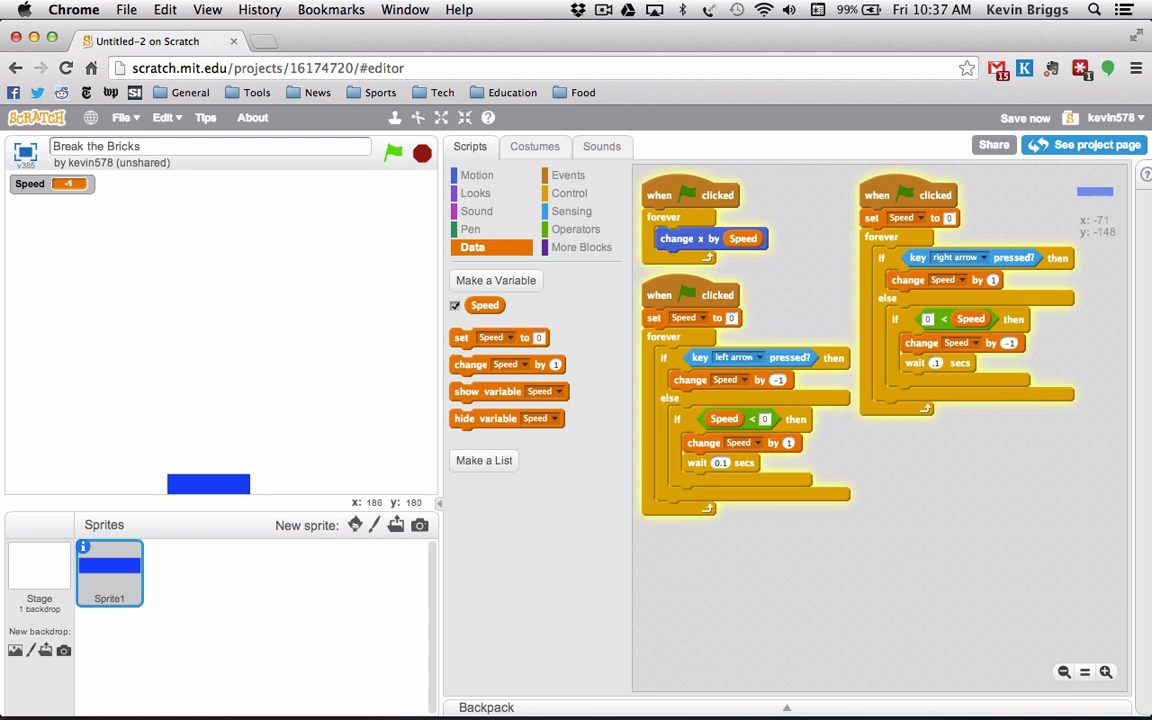 Chrome File Edit View History Bookmarks Window Help 99% Fri 10:37 AM Kevin Briggs
Untitled-2 on Scratch
scratch.mit.edu/projects/16174720/#editor 15 K 1
General Tools News Sports Tech Education Food
SCRATCH File Edit Tips About Save now kevin578
Break the Bricks
by kevin578 (unshared)
v385
Scripts Costumes Sounds Share See project page
Speed -1
Motion Events
Looks Control
Sound Sensing
Pen Operators
Data More Blocks
Make a Variable
Speed
set Speed to 0
change Speed by 1
show variable Speed
hide variable Speed
Make a List
when clicked
forever
change x by Speed
when clicked
set Speed to 0
forever
if key left arrow pressed? then
change Speed by -1
else
if Speed < 0 then
change Speed by 1
wait 0.1 secs
when clicked
set Speed to 0
forever
if key right arrow pressed? then
change Speed by 1
else
if 0 < Speed then
change Speed by -1
wait .1 secs
x: -71
y: -148
x: 186 y: 180
Sprites New sprite:
Stage
1 backdrop
Sprite1
New backdrop:
Backpack